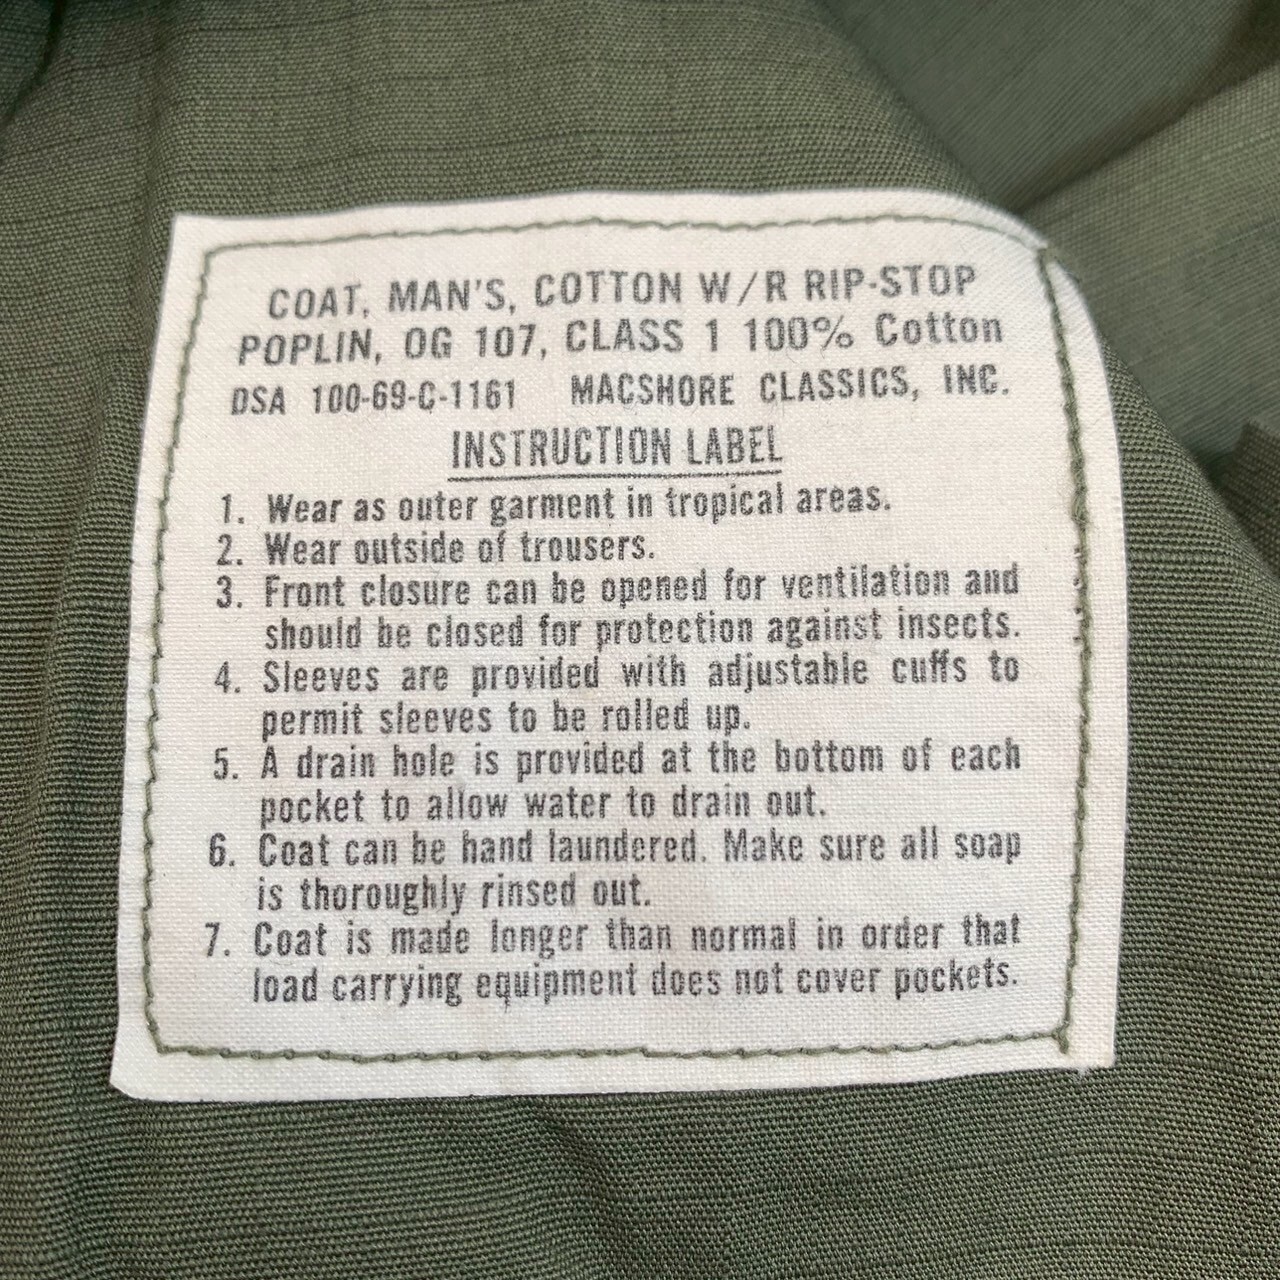 COAT, MAN'S, COTTON W/R RIP-STOP
POPLIN, OG 107, CLASS 1 100% Cotton
DSA 100-69-C-1161 MACSHORE CLASSICS, INC.
INSTRUCTION LABEL
1. Wear as outer garment in tropical areas.
2. Wear outside of trousers.
3. Front closure can be opened for ventilation and
should be closed for protection against insects.
4. Sleeves are provided with adjustable cuffs to
permit sleeves to be rolled up.
5. A drain hole is provided at the bottom of each
pocket to allow water to drain out.
6. Coat can be hand laundered. Make sure all soap
is thoroughly rinsed out.
7. Coat is made longer than normal in order that
load carrying equipment does not cover pockets.